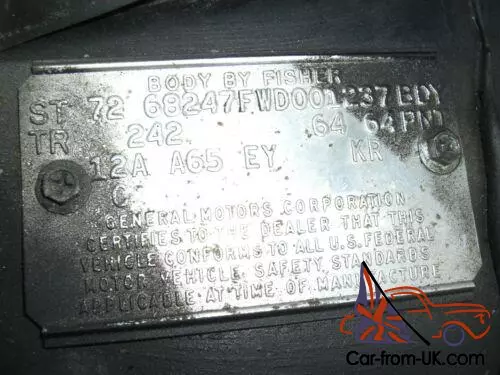 BODY BY FISHER
ST 72 68247FWD001237 BDY
TR 242 64 64 PNT
12A A65 EY KR
C
GENERAL MOTORS CORPORATION
CERTIFIES TO THE DEALER THAT THIS
VEHICLE CONFORMS TO ALL U.S. FEDERAL
MOTOR VEHICLE SAFETY STANDARDS
APPLICABLE AT TIME OF MANUFACTURE
Car-from-UK.com